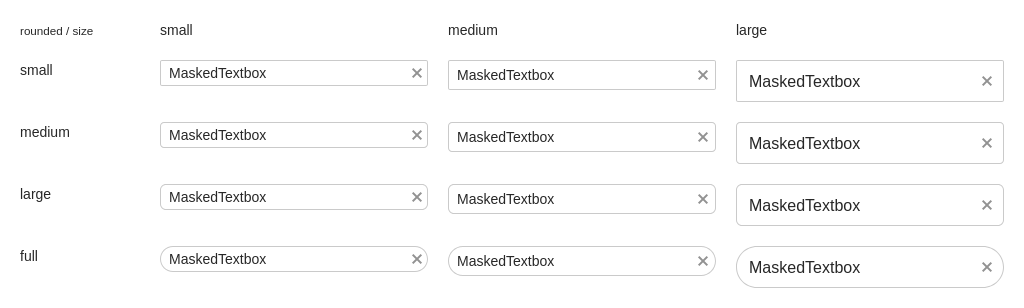 rounded / size small medium large
small MaskedTextbox MaskedTextbox MaskedTextbox
medium MaskedTextbox MaskedTextbox MaskedTextbox
large MaskedTextbox MaskedTextbox MaskedTextbox
full MaskedTextbox MaskedTextbox MaskedTextbox